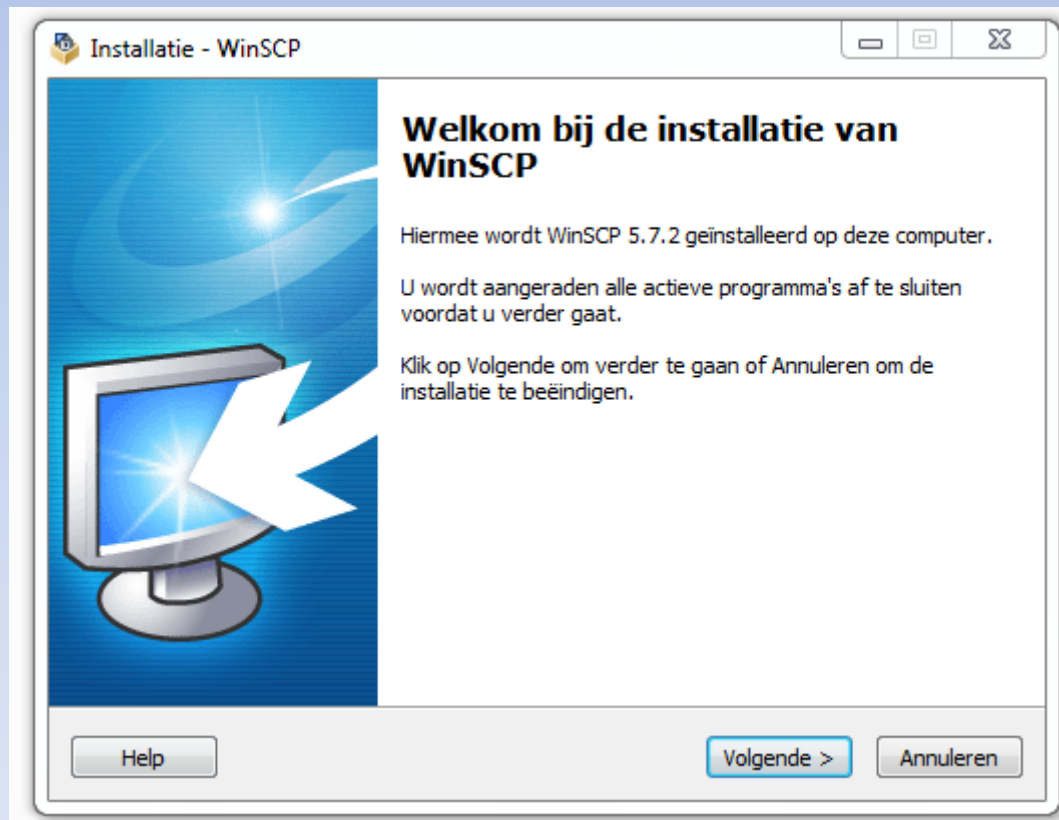 Installatie - WinSCP
Welkom bij de installatie van
WinSCP
Hiermee wordt WinSCP 5.7.2 geïnstalleerd op deze computer.
U wordt aangeraden alle actieve programma's af te sluiten
voordat u verder gaat.
Klik op Volgende om verder te gaan of Annuleren om de
installatie te beëindigen.
Help
Volgende >
Annuleren